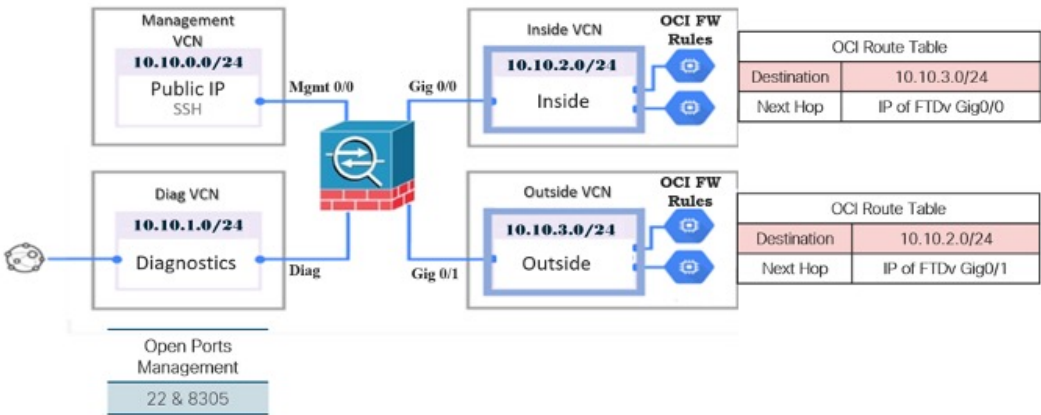 Management
VCN
10.10.0.0/24
Public IP
SSH
Mgmt 0/0
Gig 0/0
Inside VCN
10.10.2.0/24
Inside
OCI FW
Rules
OCI Route Table
Destination 10.10.3.0/24
Next Hop IP of FTDv Gig0/0
Diag VCN
10.10.1.0/24
Diagnostics
Diag
Gig 0/1
Outside VCN
10.10.3.0/24
Outside
OCI FW
Rules
OCI Route Table
Destination 10.10.2.0/24
Next Hop IP of FTDv Gig0/1
Open Ports
Management
22 & 8305